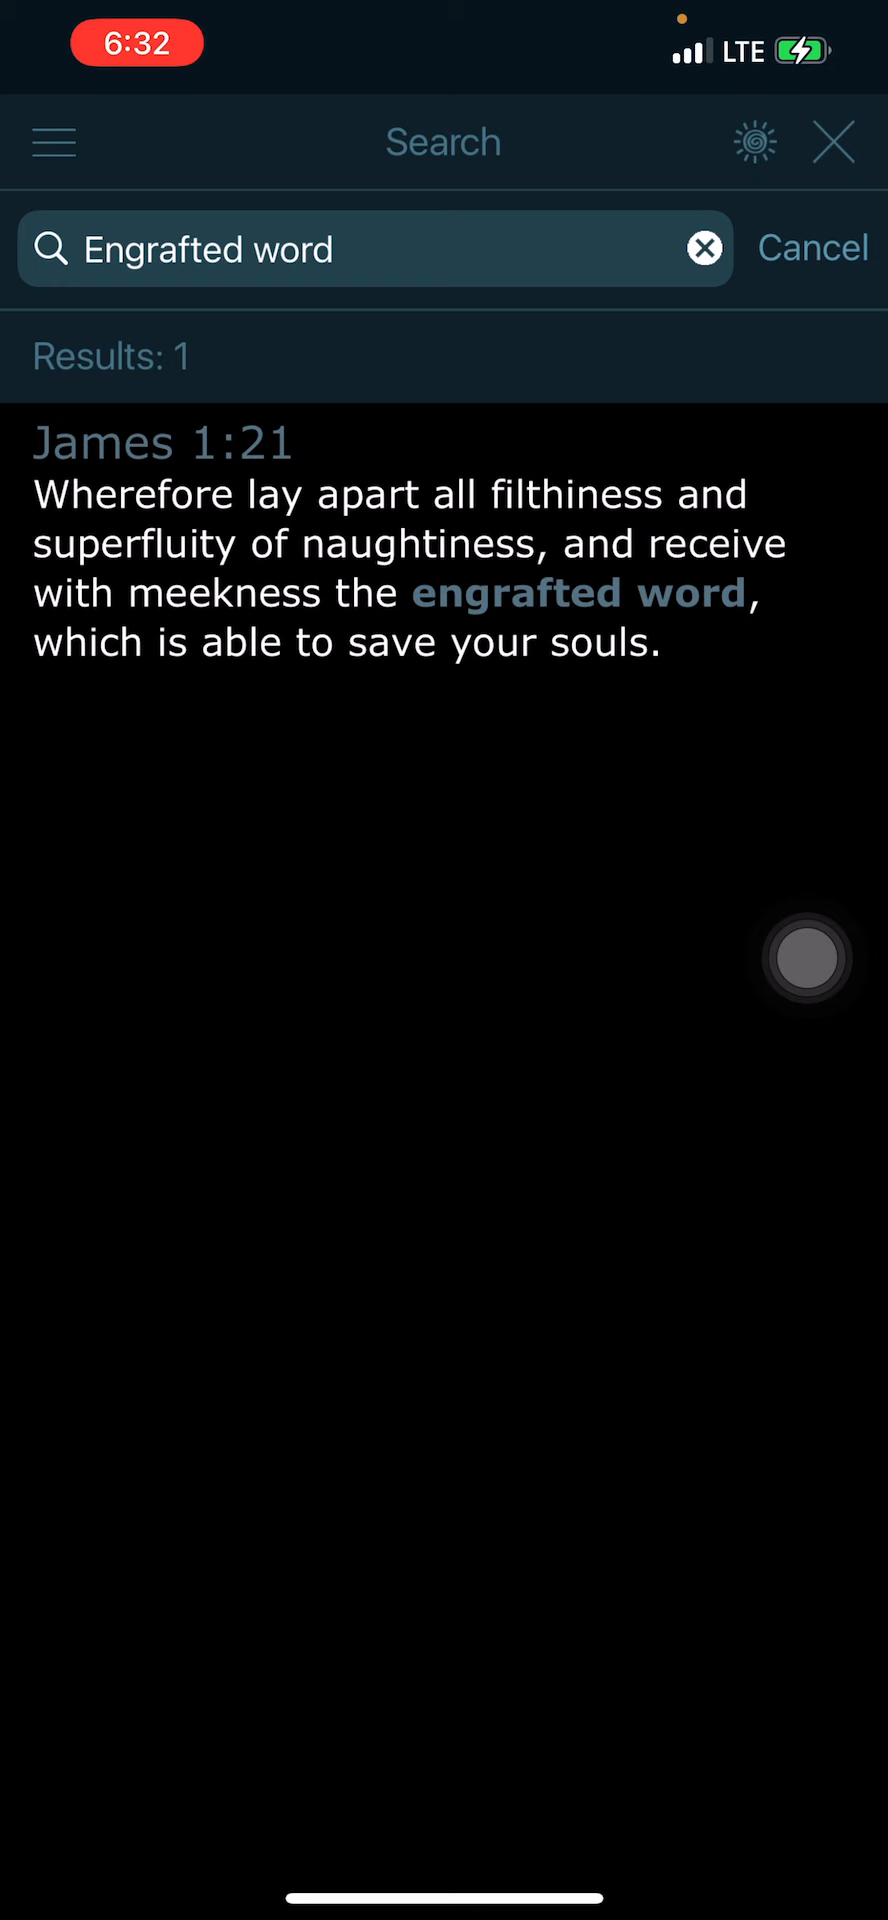 6:32
LTE
Search
Engrafted word
Cancel
Results: 1
James 1:21
Wherefore lay apart all filthiness and
superfluity of naughtiness, and receive
with meekness the engrafted word,
which is able to save your souls.